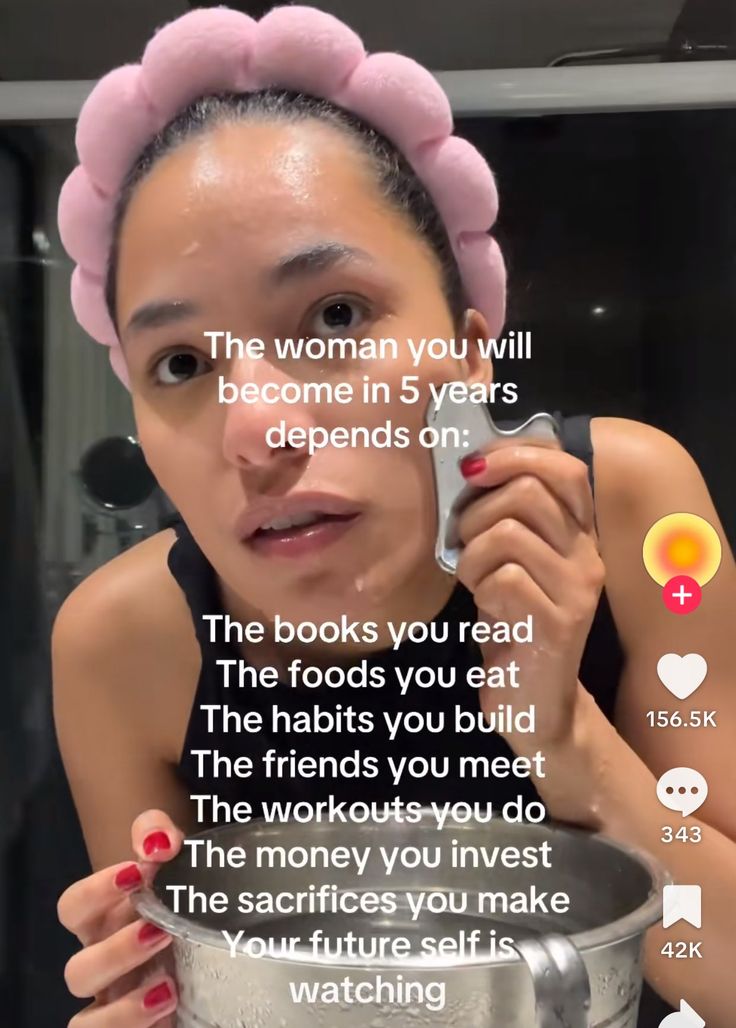 The woman you will
become in 5 years
depends on:
The books you read
The foods you eat
The habits you build
The friends you meet
The workouts you do
The money you invest
The sacrifices you make
Your future self is
watching
156.5K
343
42K